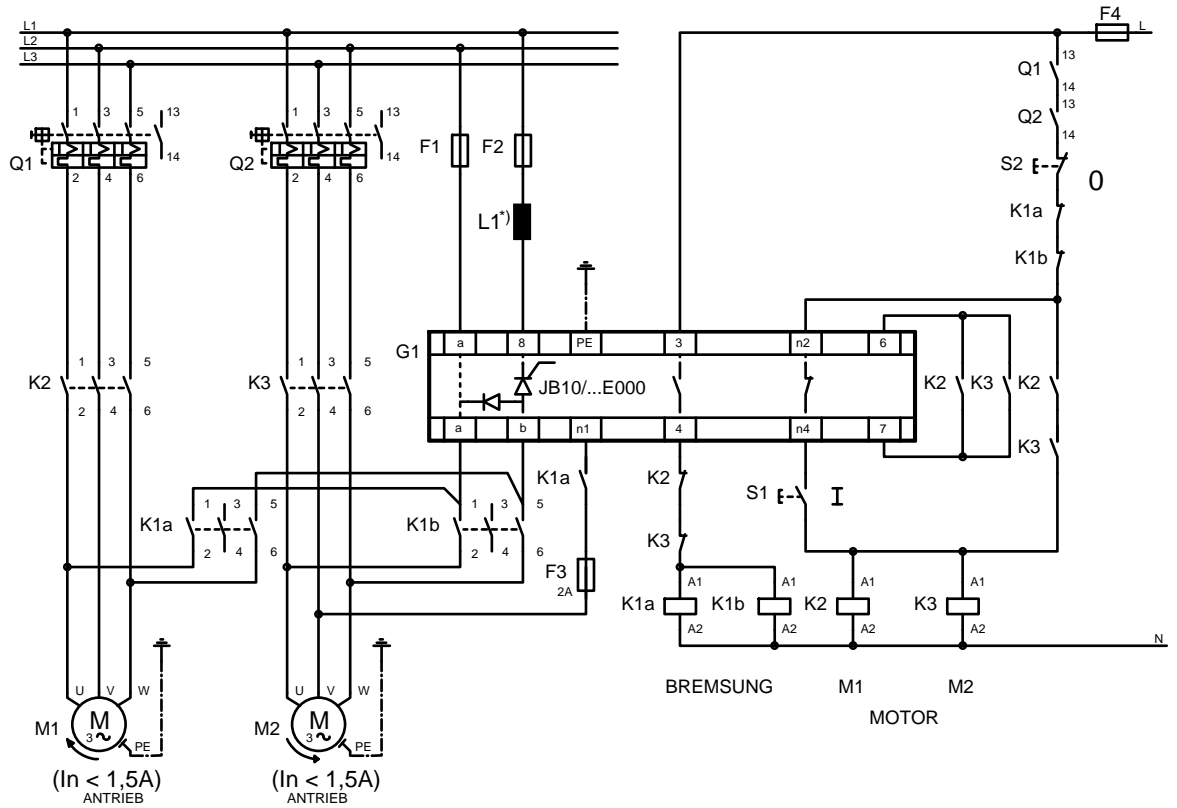 L1
L2
L3
F4
L
1 3 5 13
Q1
2 4 6 14
1 3 5 13
Q2
2 4 6 14
F1
F2
L1*)
Q1
13
14
Q2
13
14
S2
0
K1a
K1b
G1
a 8 PE 3 n2 6
JB10/...E000
a b n1 4 n4 7
K2
1 3 5
2 4 6
K3
1 3 5
2 4 6
K2 K3 K2
K3
K1a
1 3 5
2 4 6
K1b
1 3 5
2 4 6
K1a
K2
S1
I
K3
F3
2A
A1 A1 A1 A1
K1a K1b K2 K3
A2 A2 A2 A2
N
BREMSUNG M1 M2
MOTOR
U V W
M1
M
3
PE
(In < 1,5A)
ANTRIEB
U V W
M2
M
3
PE
(In < 1,5A)
ANTRIEB